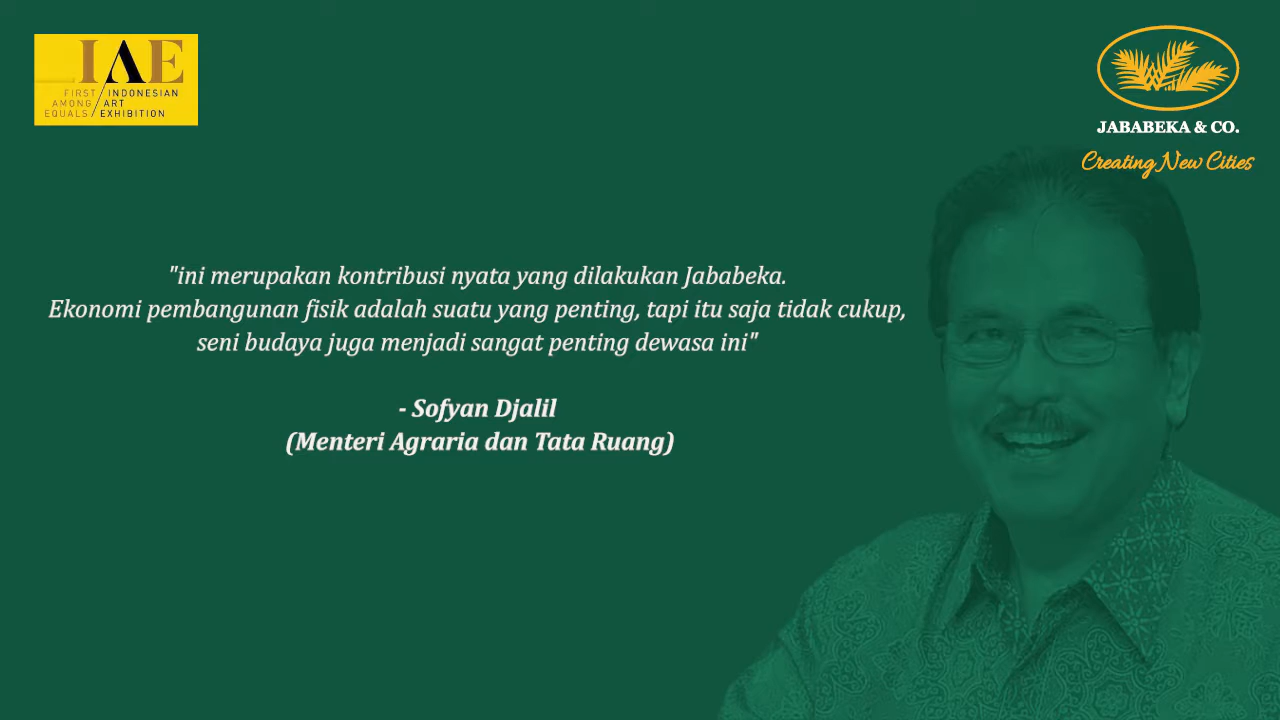 IAE
FIRST / INDONESIAN
AMONG / ART
EQUALS / EXHIBITION
JABABEKA & CO.
Creating New Cities
"ini merupakan kontribusi nyata yang dilakukan Jababeka.
Ekonomi pembangunan fisik adalah suatu yang penting, tapi itu saja tidak cukup,
seni budaya juga menjadi sangat penting dewasa ini"
- Sofyan Djalil
(Menteri Agraria dan Tata Ruang)